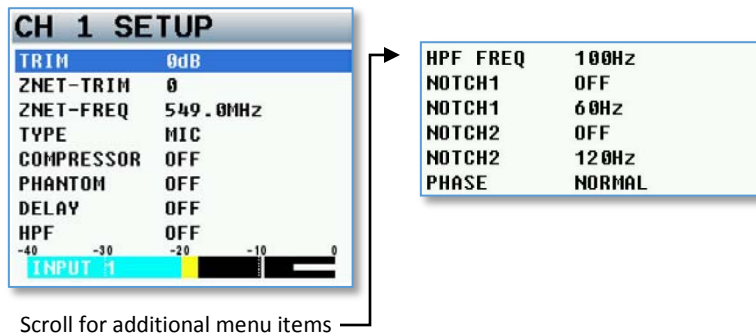 CH 1 SETUP
TRIM 0dB
ZNET-TRIM 0
ZNET-FREQ 549.0MHz
TYPE MIC
COMPRESSOR OFF
PHANTOM OFF
DELAY OFF
HPF OFF
-40 -30 -20 -10 0
INPUT 1
HPF FREQ 100Hz
NOTCH1 OFF
NOTCH1 60Hz
NOTCH2 OFF
NOTCH2 120Hz
PHASE NORMAL
Scroll for additional menu items